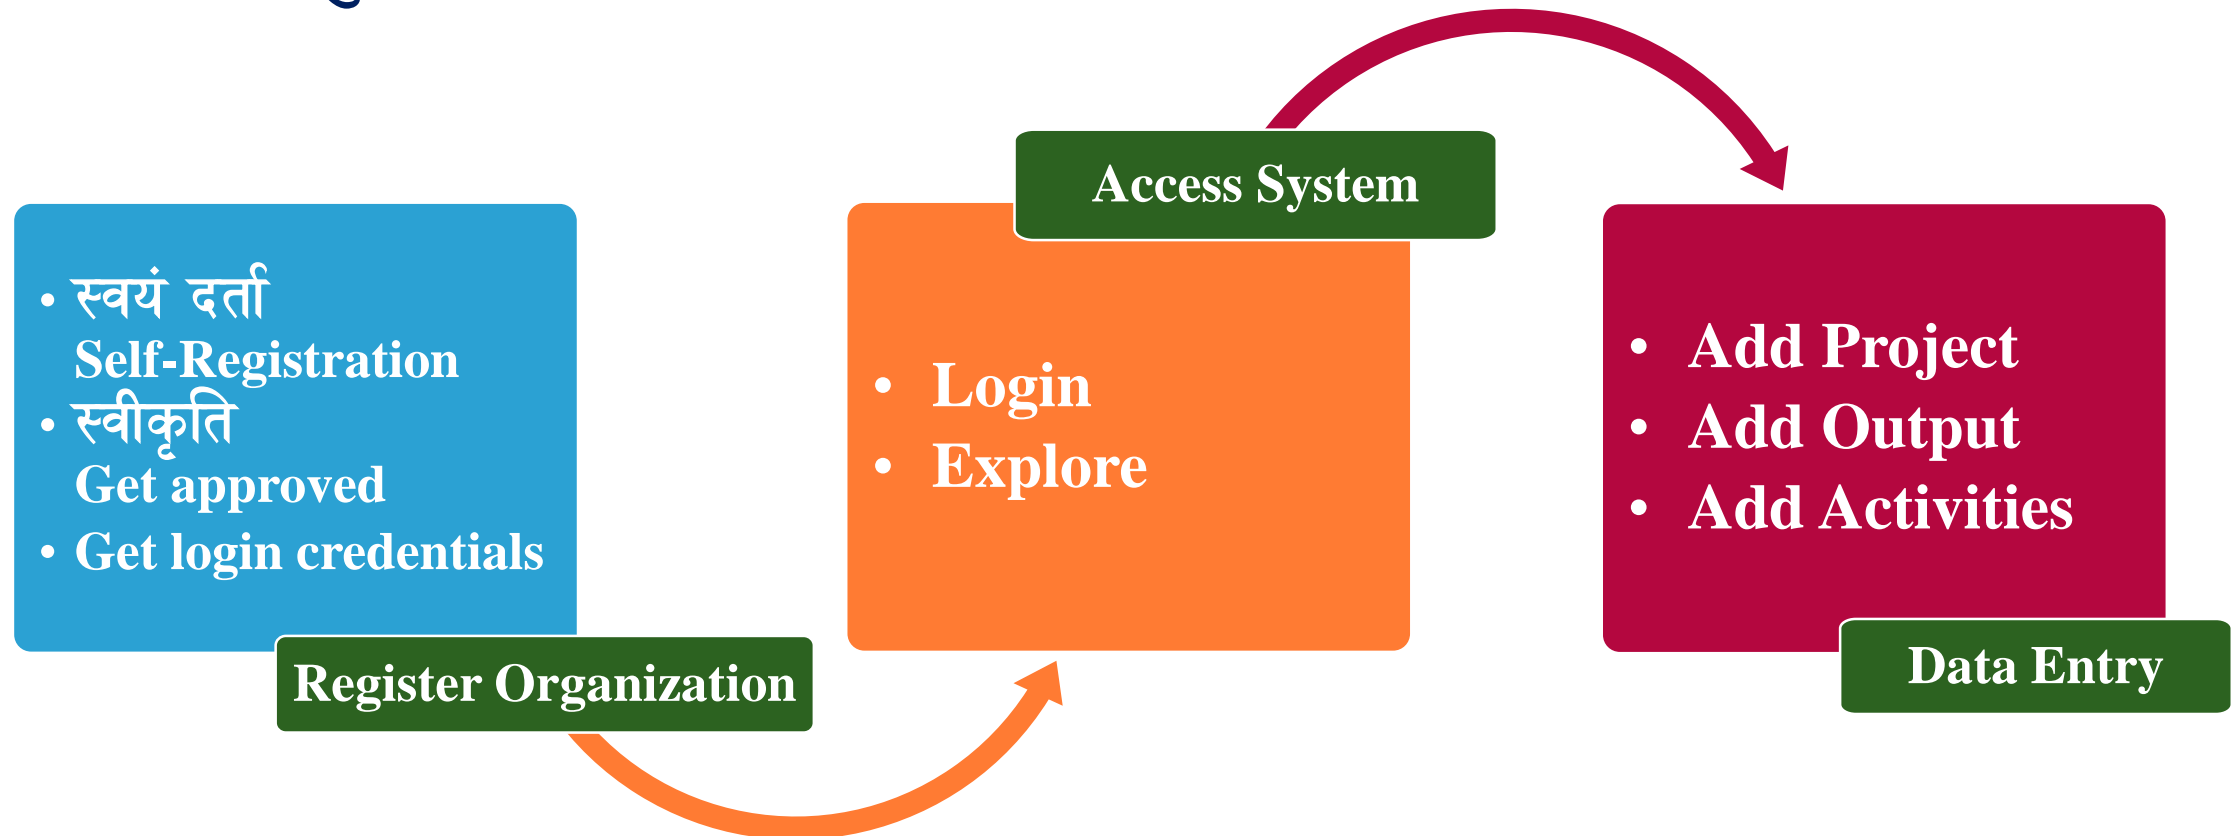 • स्वयं दर्ता
Self-Registration
• स्वीकृति
Get approved
• Get login credentials
Register Organization
Access System
• Login
• Explore
• Add Project
• Add Output
• Add Activities
Data Entry